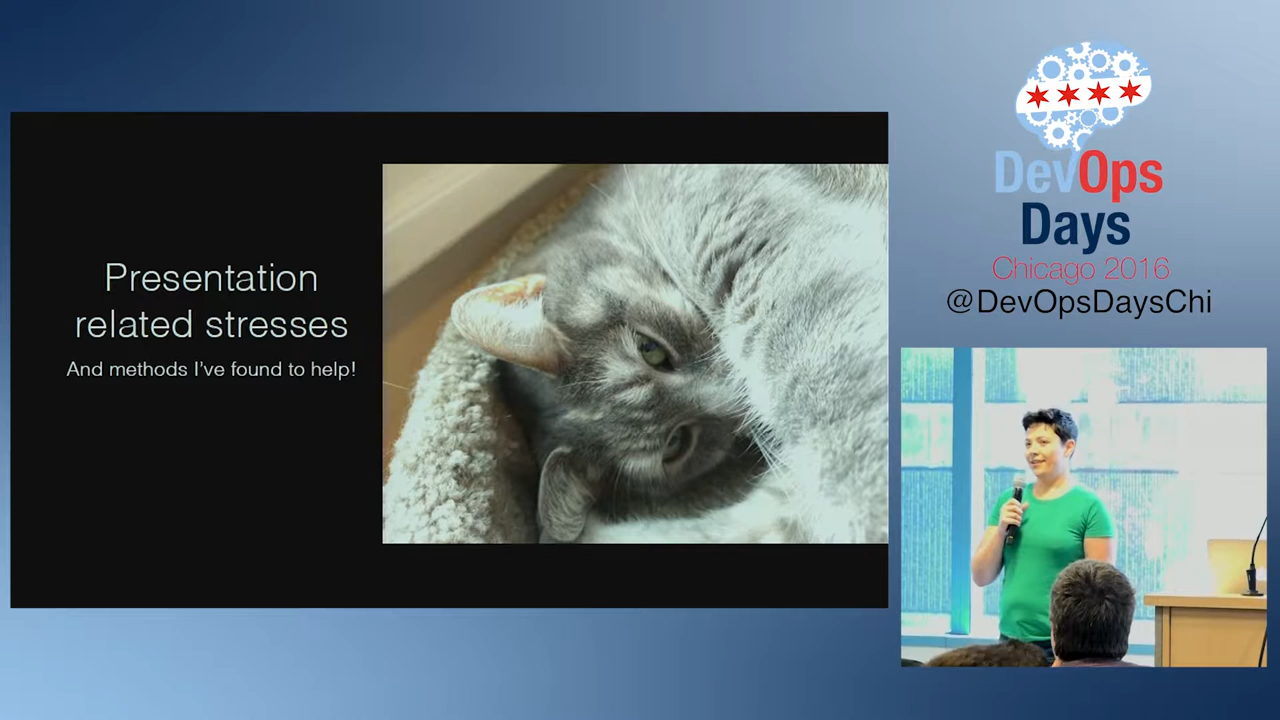 Presentation
related stresses
And methods I've found to help!
DevOps
Days
Chicago 2016
@DevOpsDaysChi